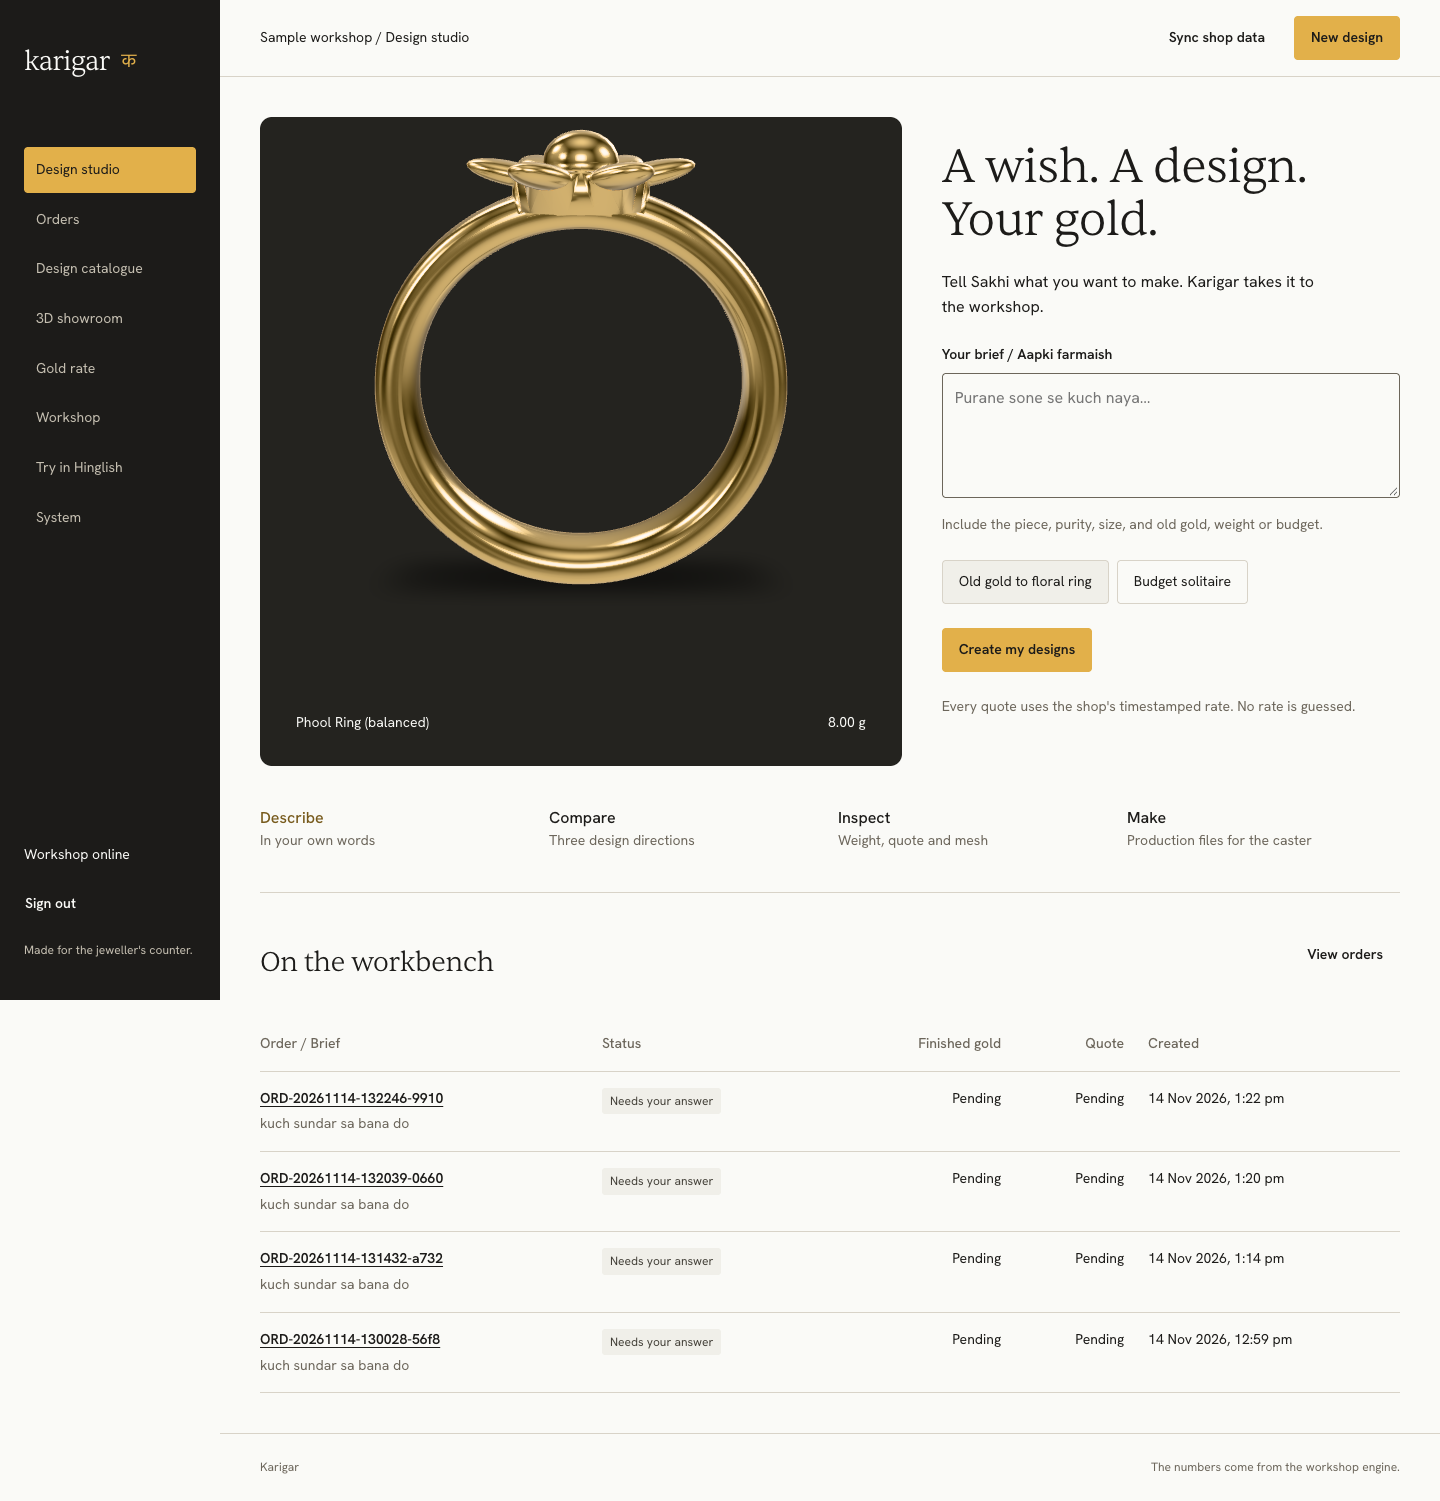 karigar क
Design studio
Orders
Design catalogue
3D showroom
Gold rate
Workshop
Try in Hinglish
System
Workshop online
Sign out
Made for the jeweller's counter.
Sample workshop / Design studio
Sync shop data
New design
Phool Ring (balanced)
8.00 g
A wish. A design.
Your gold.
Tell Sakhi what you want to make. Karigar takes it to
the workshop.
Your brief / Aapki farmaish
Purane sone se kuch naya...
Include the piece, purity, size, and old gold, weight or budget.
Old gold to floral ring
Budget solitaire
Create my designs
Every quote uses the shop's timestamped rate. No rate is guessed.
Describe
In your own words
Compare
Three design directions
Inspect
Weight, quote and mesh
Make
Production files for the caster
On the workbench
View orders
Order / Brief Status Finished gold Quote Created
ORD-20261114-132246-9910 Needs your answer Pending Pending 14 Nov 2026, 1:22 pm
kuch sundar sa bana do
ORD-20261114-132039-0660 Needs your answer Pending Pending 14 Nov 2026, 1:20 pm
kuch sundar sa bana do
ORD-20261114-131432-a732 Needs your answer Pending Pending 14 Nov 2026, 1:14 pm
kuch sundar sa bana do
ORD-20261114-130028-56f8 Needs your answer Pending Pending 14 Nov 2026, 12:59 pm
kuch sundar sa bana do
Karigar
The numbers come from the workshop engine.